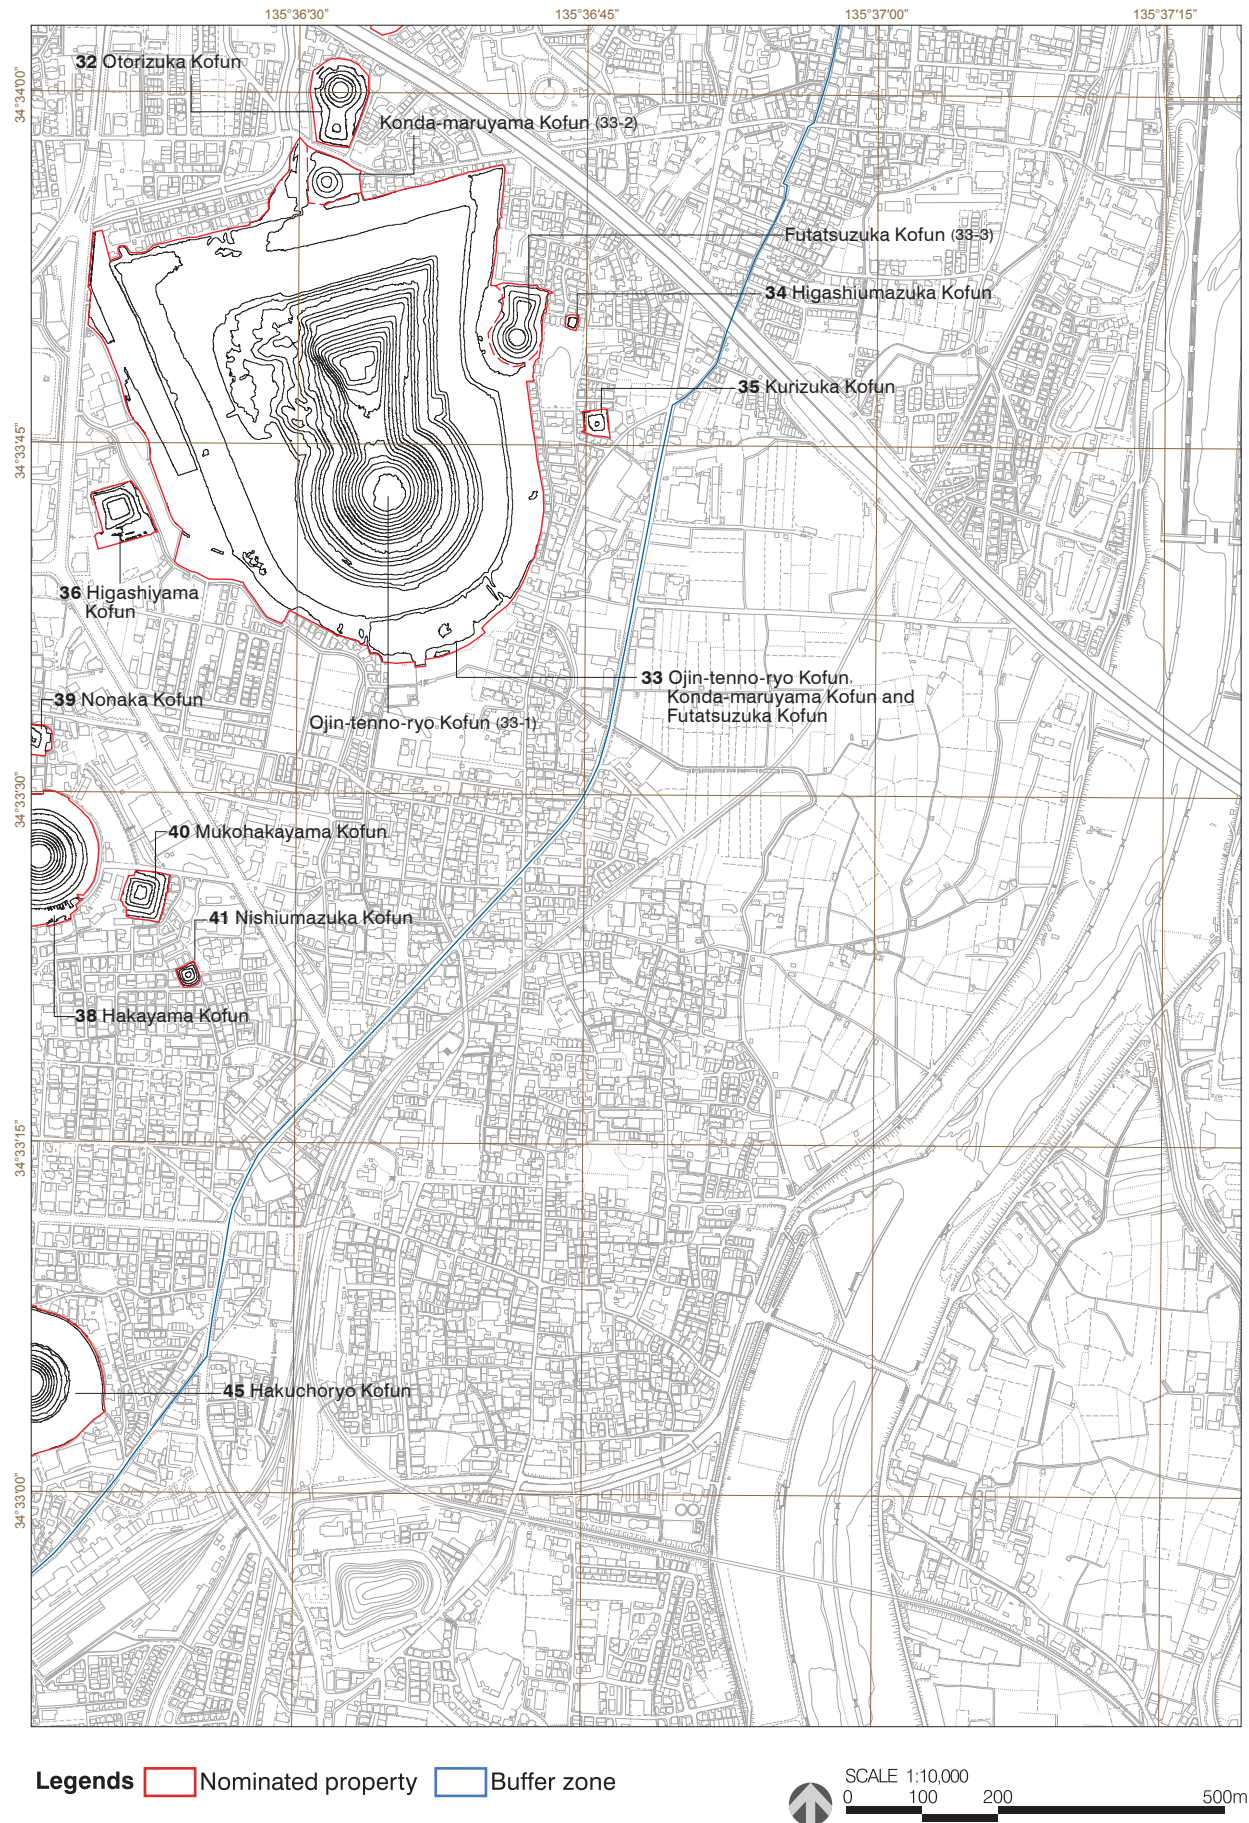 135°36'30"
135°36'45"
135°37'00"
135°37'15"
34°34'00"
34°33'45"
34°33'30"
34°33'15"
34°33'00"
32 Otorizuka Kofun
Konda-maruyama Kofun (33-2)
Futatsuzuka Kofun (33-3)
34 Higashiumazuka Kofun
35 Kurizuka Kofun
36 Higashiyama
Kofun
33 Ojin-tenno-ryo Kofun,
Konda-maruyama Kofun and
Futatsuzuka Kofun
39 Nonaka Kofun
Ojin-tenno-ryo Kofun (33-1)
40 Mukohakayama Kofun
41 Nishiumazuka Kofun
38 Hakayama Kofun
45 Hakuchoryo Kofun
Legends
Nominated property
Buffer zone
SCALE 1:10,000
0 100 200 500m